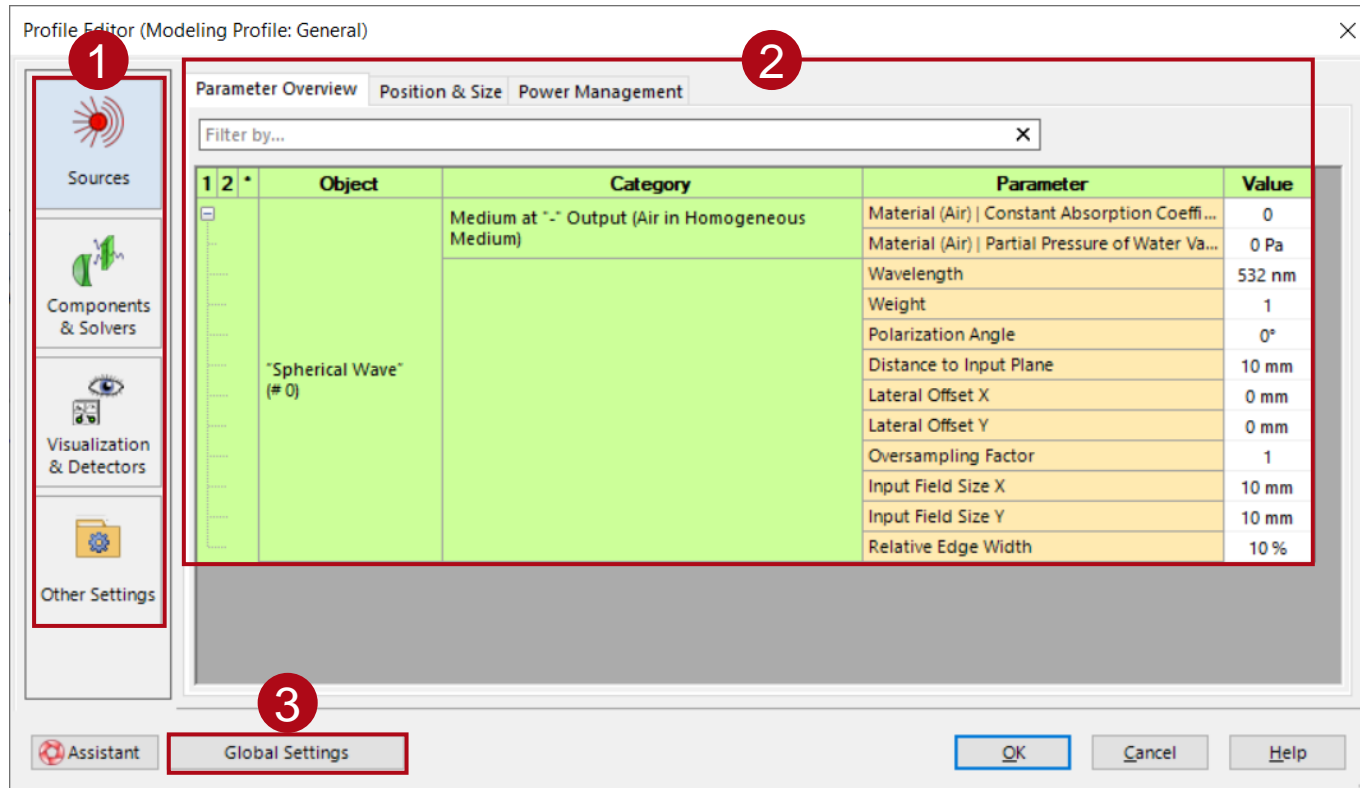 Profile Editor (Modeling Profile: General)
1
2
Sources
Components
& Solvers
Visualization
& Detectors
Other Settings
Parameter Overview Position & Size Power Management
Filter by...
1 2 * Object Category Parameter Value
"Spherical Wave"
(# 0)
Medium at "-" Output (Air in Homogeneous
Medium)
Material (Air) | Constant Absorption Coeffi... 0
Material (Air) | Partial Pressure of Water Va... 0 Pa
Wavelength 532 nm
Weight 1
Polarization Angle 0°
Distance to Input Plane 10 mm
Lateral Offset X 0 mm
Lateral Offset Y 0 mm
Oversampling Factor 1
Input Field Size X 10 mm
Input Field Size Y 10 mm
Relative Edge Width 10 %
3
Assistant Global Settings OK Cancel Help